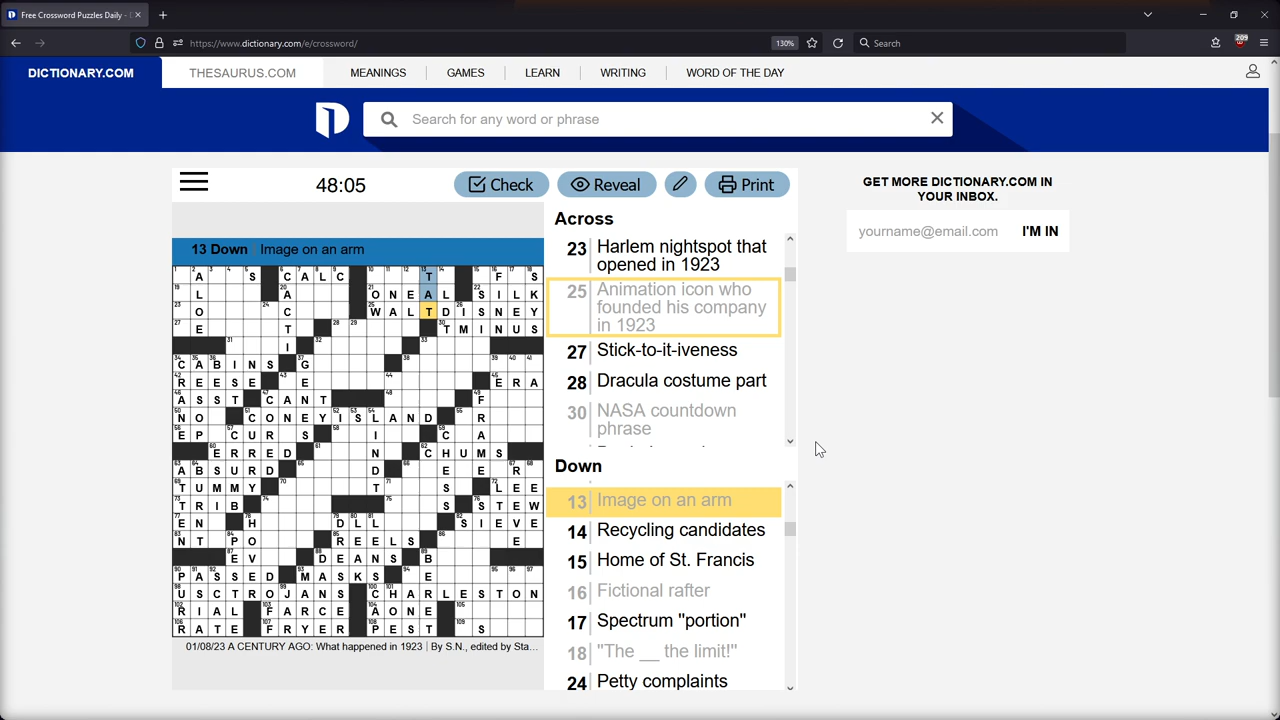 Free Crossword Puzzles Daily -
https://www.dictionary.com/e/crossword/
130%
Search
209
DICTIONARY.COM
THESAURUS.COM
MEANINGS
GAMES
LEARN
WRITING
WORD OF THE DAY
Search for any word or phrase
48:05
Check
Reveal
Print
13 Down Image on an arm
Across
23 Harlem nightspot that
opened in 1923
25 Animation icon who
founded his company
in 1923
27 Stick-to-it-iveness
28 Dracula costume part
30 NASA countdown
phrase
Down
13 Image on an arm
14 Recycling candidates
15 Home of St. Francis
16 Fictional rafter
17 Spectrum "portion"
18 "The __ the limit!"
24 Petty complaints
A S C A L C T F S
L A O N E A L S I L K
O C W A L T D I S N E Y
E T T M I N U S
I
C A B I N S G
R E E S E E E R A
A S S T C A N T F
N O C O N E Y I S L A N D R
E P C U R S I C A
E R R E D N C H U M S
A B S U R D D E E R
T U M M Y T S L E E
T R I B S S T E W
E N H D L L S I E V E
N T P O R E E L S E
E V D E A N S B
P A S S E D M A S K S E
U S C T R O J A N S C H A R L E S T O N
R I A L F A R C E A O N E
R A T E F R Y E R P E S T S
01/08/23 A CENTURY AGO: What happened in 1923 | By S.N., edited by Sta...
GET MORE DICTIONARY.COM IN
YOUR INBOX.
yourname@email.com
I'M IN